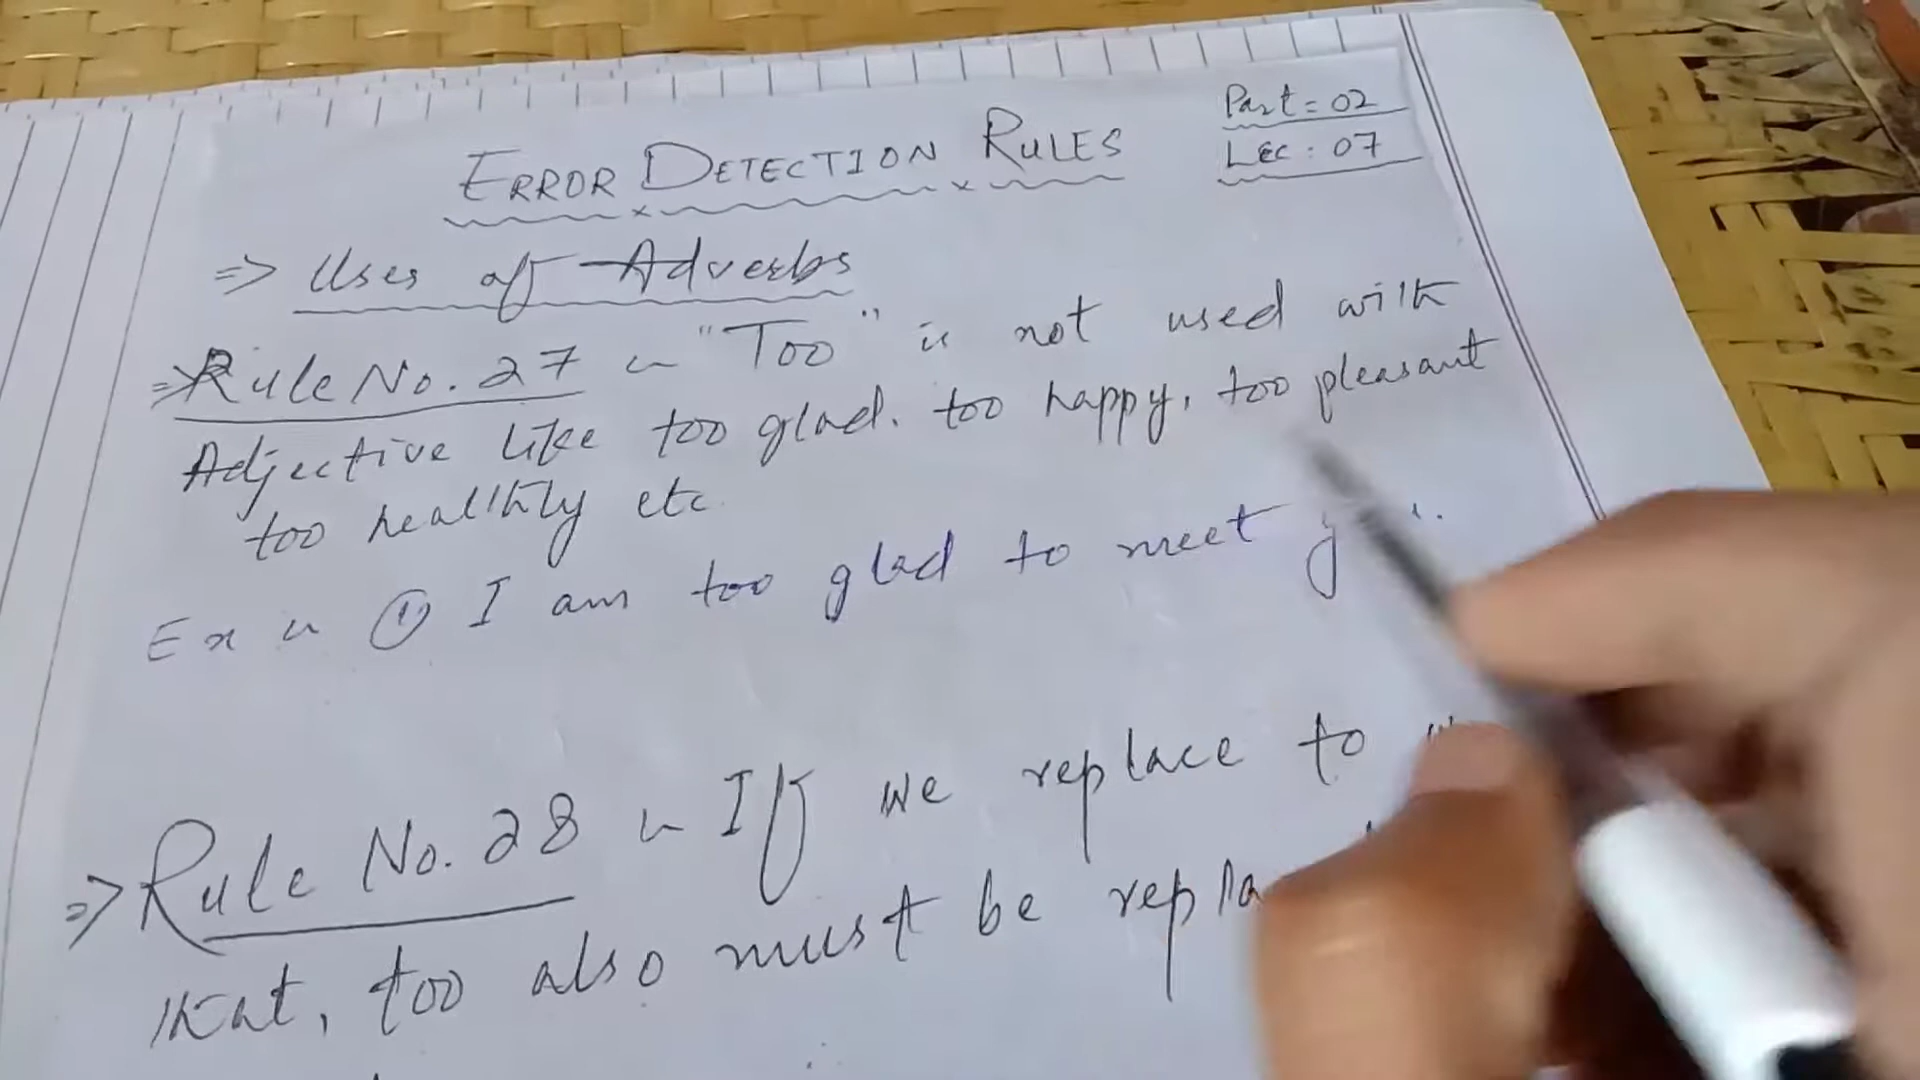 Part = 02
Lec : 07
ERROR DETECTION RULES
=> Uses of Adverbs
=> Rule No. 27 ~ "Too" is not used with
Adjective like too glad. too happy, too pleasant
too healthly etc
Ex ~ ① I am too glad to meet
=> Rule No. 28 ~ If we replace to
that, too also must be